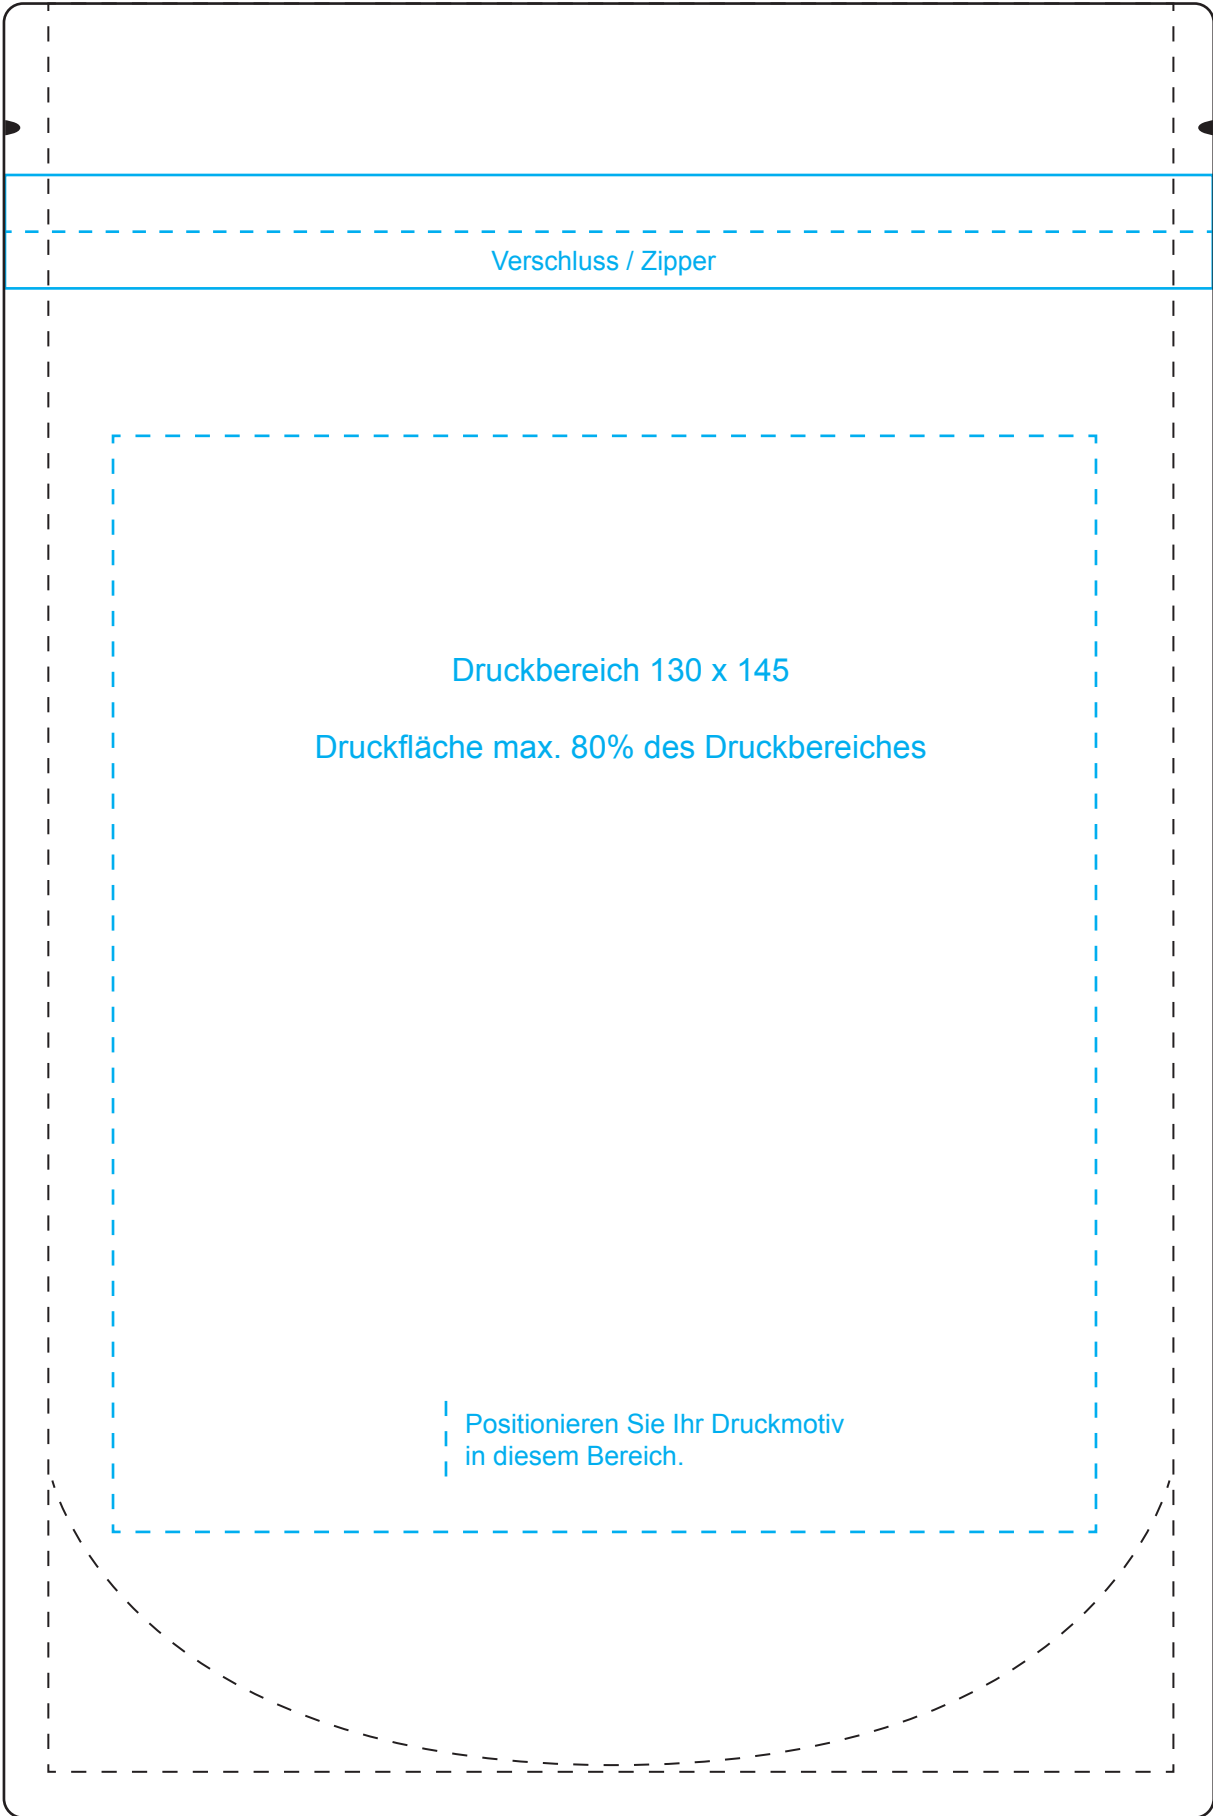 Verschluss / Zipper
Druckbereich 130 x 145
Druckfläche max. 80% des Druckbereiches
Positionieren Sie Ihr Druckmotiv
in diesem Bereich.